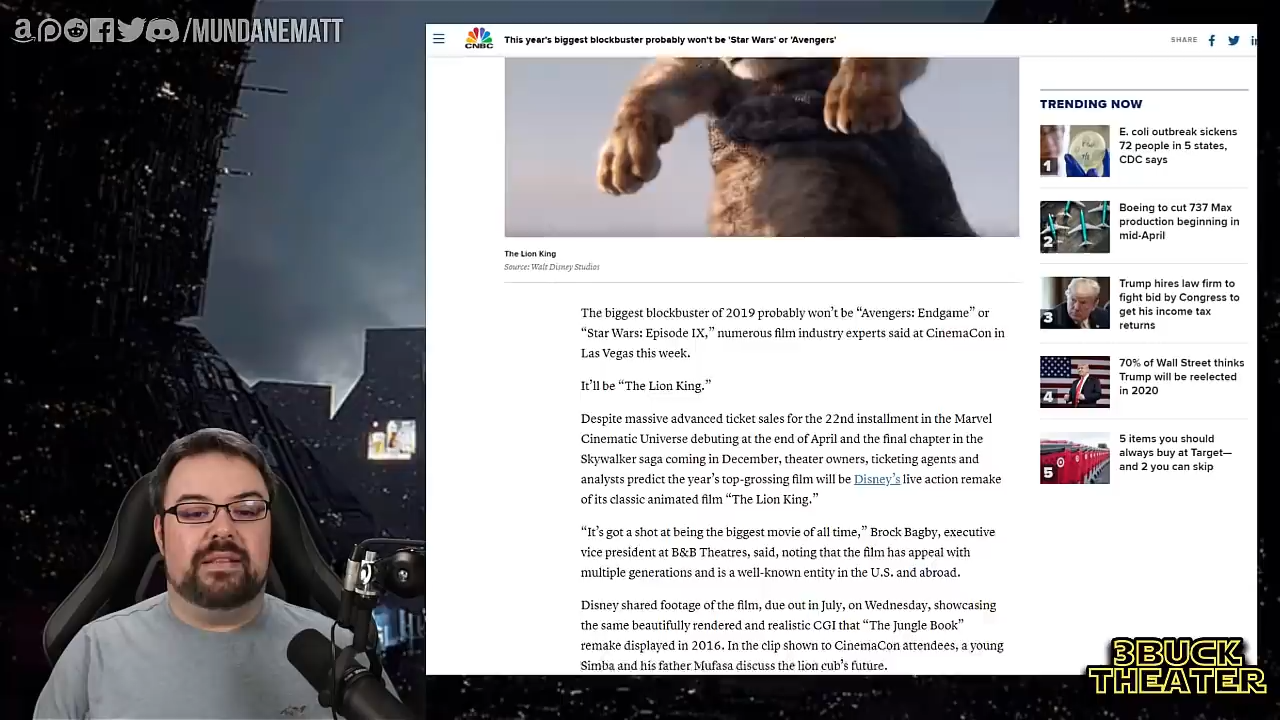 /MUNDANEMATT
CNBC
This year's biggest blockbuster probably won't be 'Star Wars' or 'Avengers'
SHARE
The Lion King
Source: Walt Disney Studios
The biggest blockbuster of 2019 probably won’t be “Avengers: Endgame” or
“Star Wars: Episode IX,” numerous film industry experts said at CinemaCon in
Las Vegas this week.
It’ll be “The Lion King.”
Despite massive advanced ticket sales for the 22nd installment in the Marvel
Cinematic Universe debuting at the end of April and the final chapter in the
Skywalker saga coming in December, theater owners, ticketing agents and
analysts predict the year’s top-grossing film will be Disney’s live action remake
of its classic animated film “The Lion King.”
“It’s got a shot at being the biggest movie of all time,” Brock Bagby, executive
vice president at B&B Theatres, said, noting that the film has appeal with
multiple generations and is a well-known entity in the U.S. and abroad.
Disney shared footage of the film, due out in July, on Wednesday, showcasing
the same beautifully rendered and realistic CGI that “The Jungle Book”
remake displayed in 2016. In the clip shown to CinemaCon attendees, a young
Simba and his father Mufasa discuss the lion cub’s future.
TRENDING NOW
1
E. coli outbreak sickens
72 people in 5 states,
CDC says
2
Boeing to cut 737 Max
production beginning in
mid-April
3
Trump hires law firm to
fight bid by Congress to
get his income tax
returns
4
70% of Wall Street thinks
Trump will be reelected
in 2020
5
5 items you should
always buy at Target—
and 2 you can skip
3BUCK
THEATER